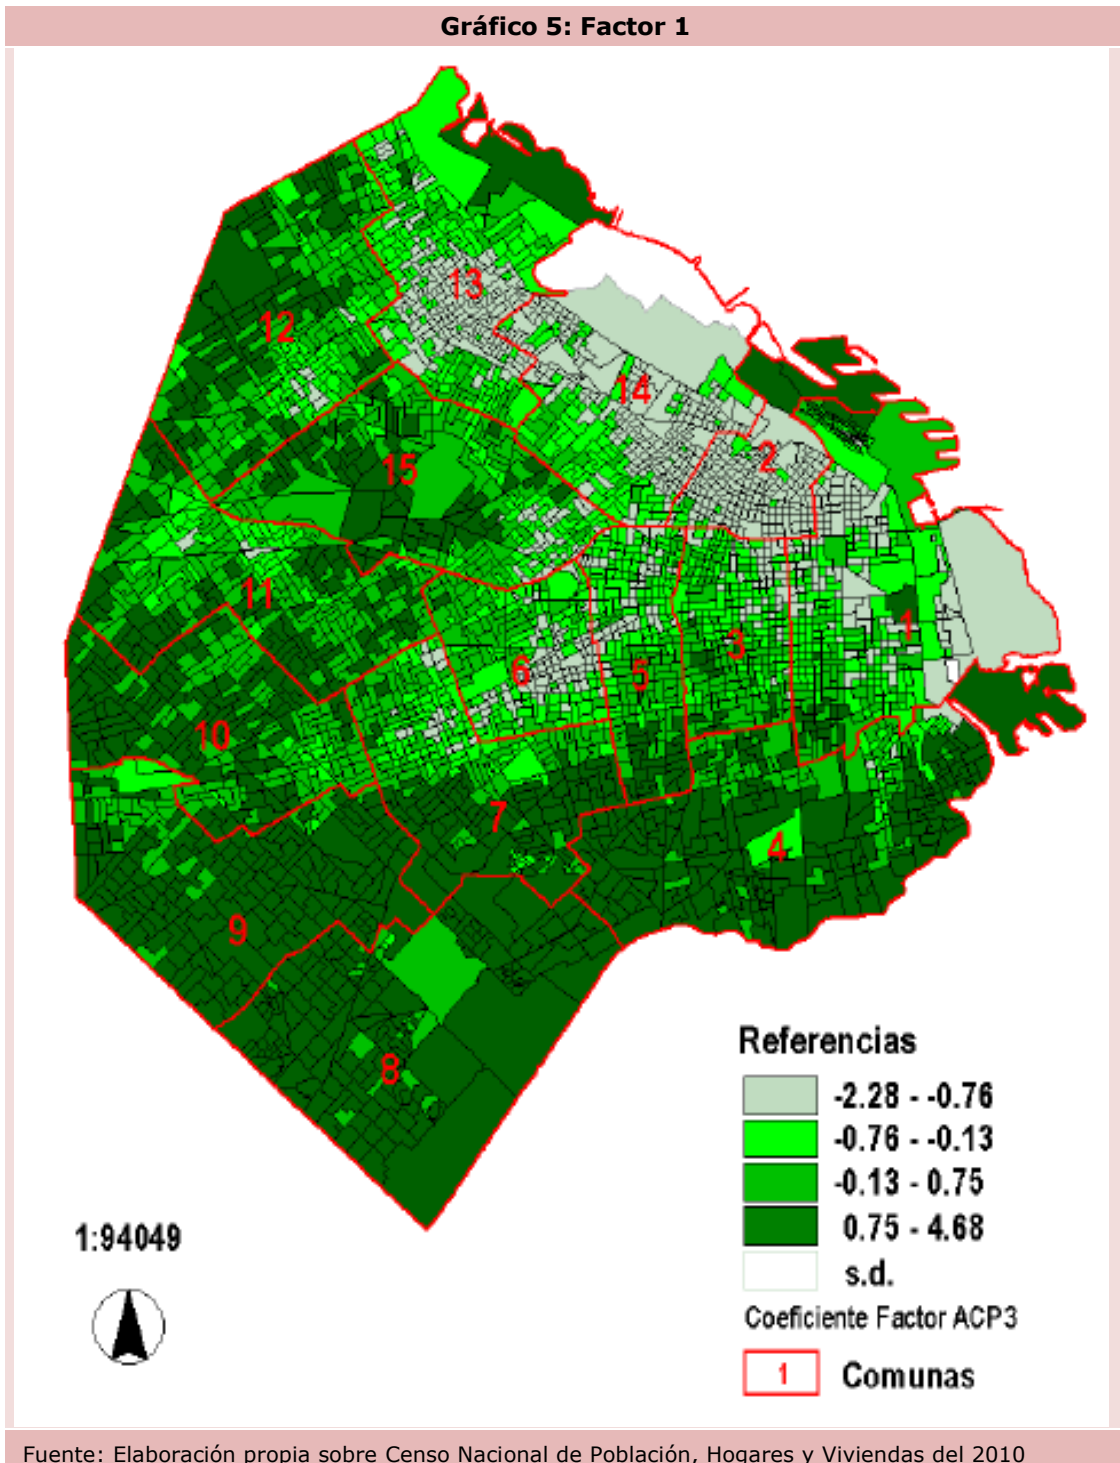 Gráfico 5: Factor 1
13
12
14
2
15
11
1
3
6
5
10
7
4
9
8
Referencias
-2.28 - -0.76
-0.76 - -0.13
-0.13 - 0.75
0.75 - 4.68
s.d.
Coeficiente Factor ACP3
1 Comunas
1:94049
Fuente: Elaboración propia sobre Censo Nacional de Población, Hogares y Viviendas del 2010